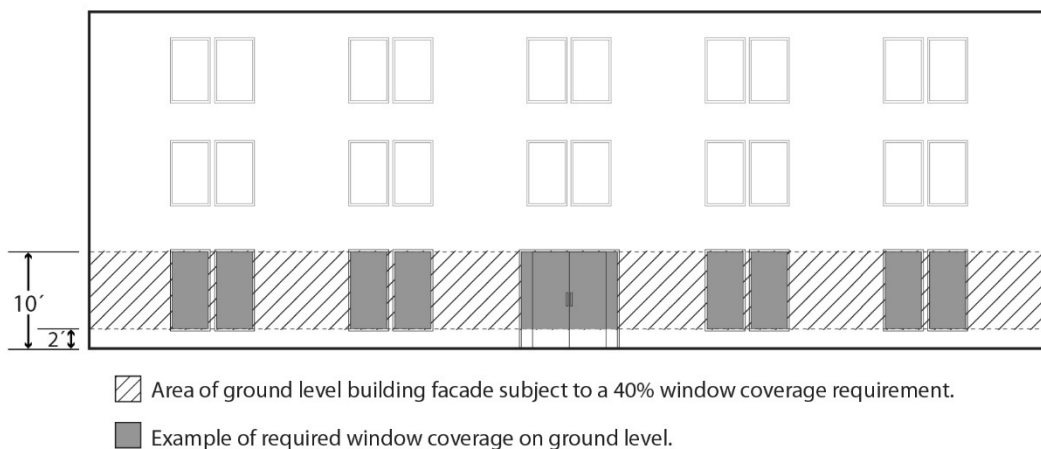 10´
2´
Area of ground level building facade subject to a 40% window coverage requirement.
Example of required window coverage on ground level.